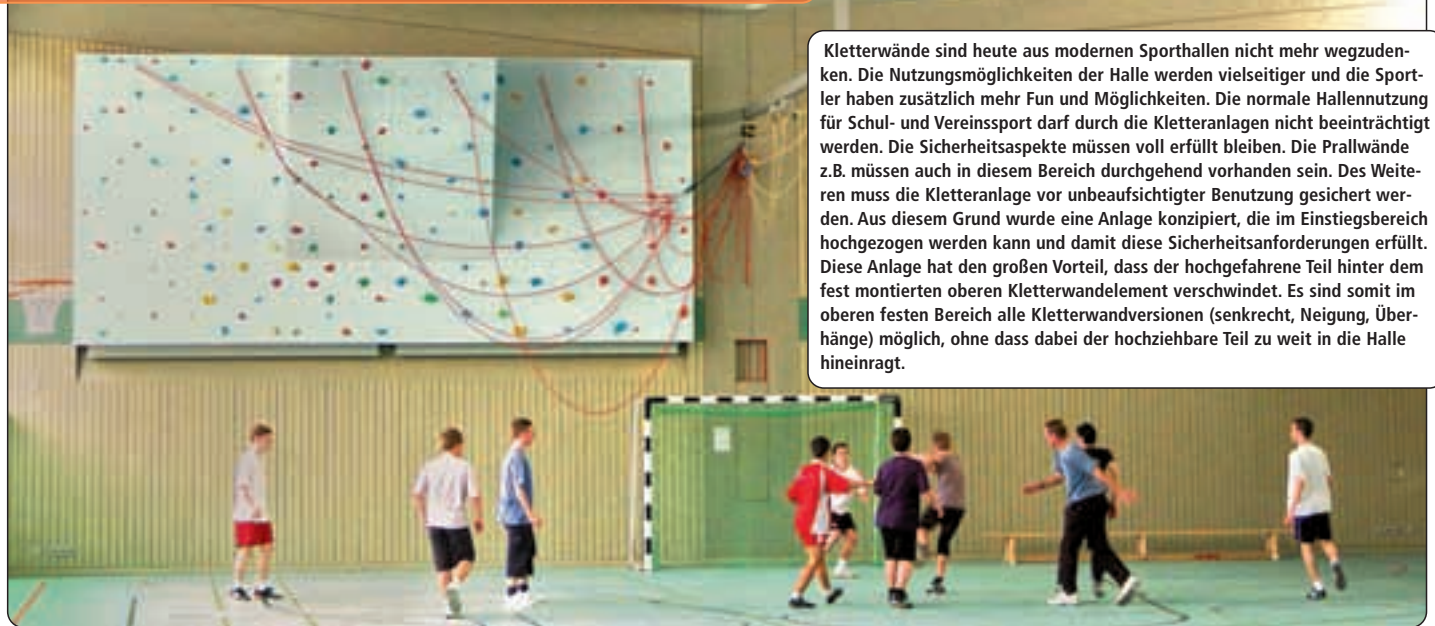 Kletterwände sind heute aus modernen Sporthallen nicht mehr wegzuden-
ken. Die Nutzungsmöglichkeiten der Halle werden vielseitiger und die Sport-
ler haben zusätzlich mehr Fun und Möglichkeiten. Die normale Hallennutzung
für Schul- und Vereinssport darf durch die Kletteranlagen nicht beeinträchtigt
werden. Die Sicherheitsaspekte müssen voll erfüllt bleiben. Die Prallwände
z.B. müssen auch in diesem Bereich durchgehend vorhanden sein. Des Weite-
ren muss die Kletteranlage vor unbeaufsichtigter Benutzung gesichert wer-
den. Aus diesem Grund wurde eine Anlage konzipiert, die im Einstiegsbereich
hochgezogen werden kann und damit diese Sicherheitsanforderungen erfüllt.
Diese Anlage hat den großen Vorteil, dass der hochgefahrene Teil hinter dem
fest montierten oberen Kletterwandelement verschwindet. Es sind somit im
oberen festen Bereich alle Kletterwandversionen (senkrecht, Neigung, Über-
hänge) möglich, ohne dass dabei der hochziehbare Teil zu weit in die Halle
hineinragt.